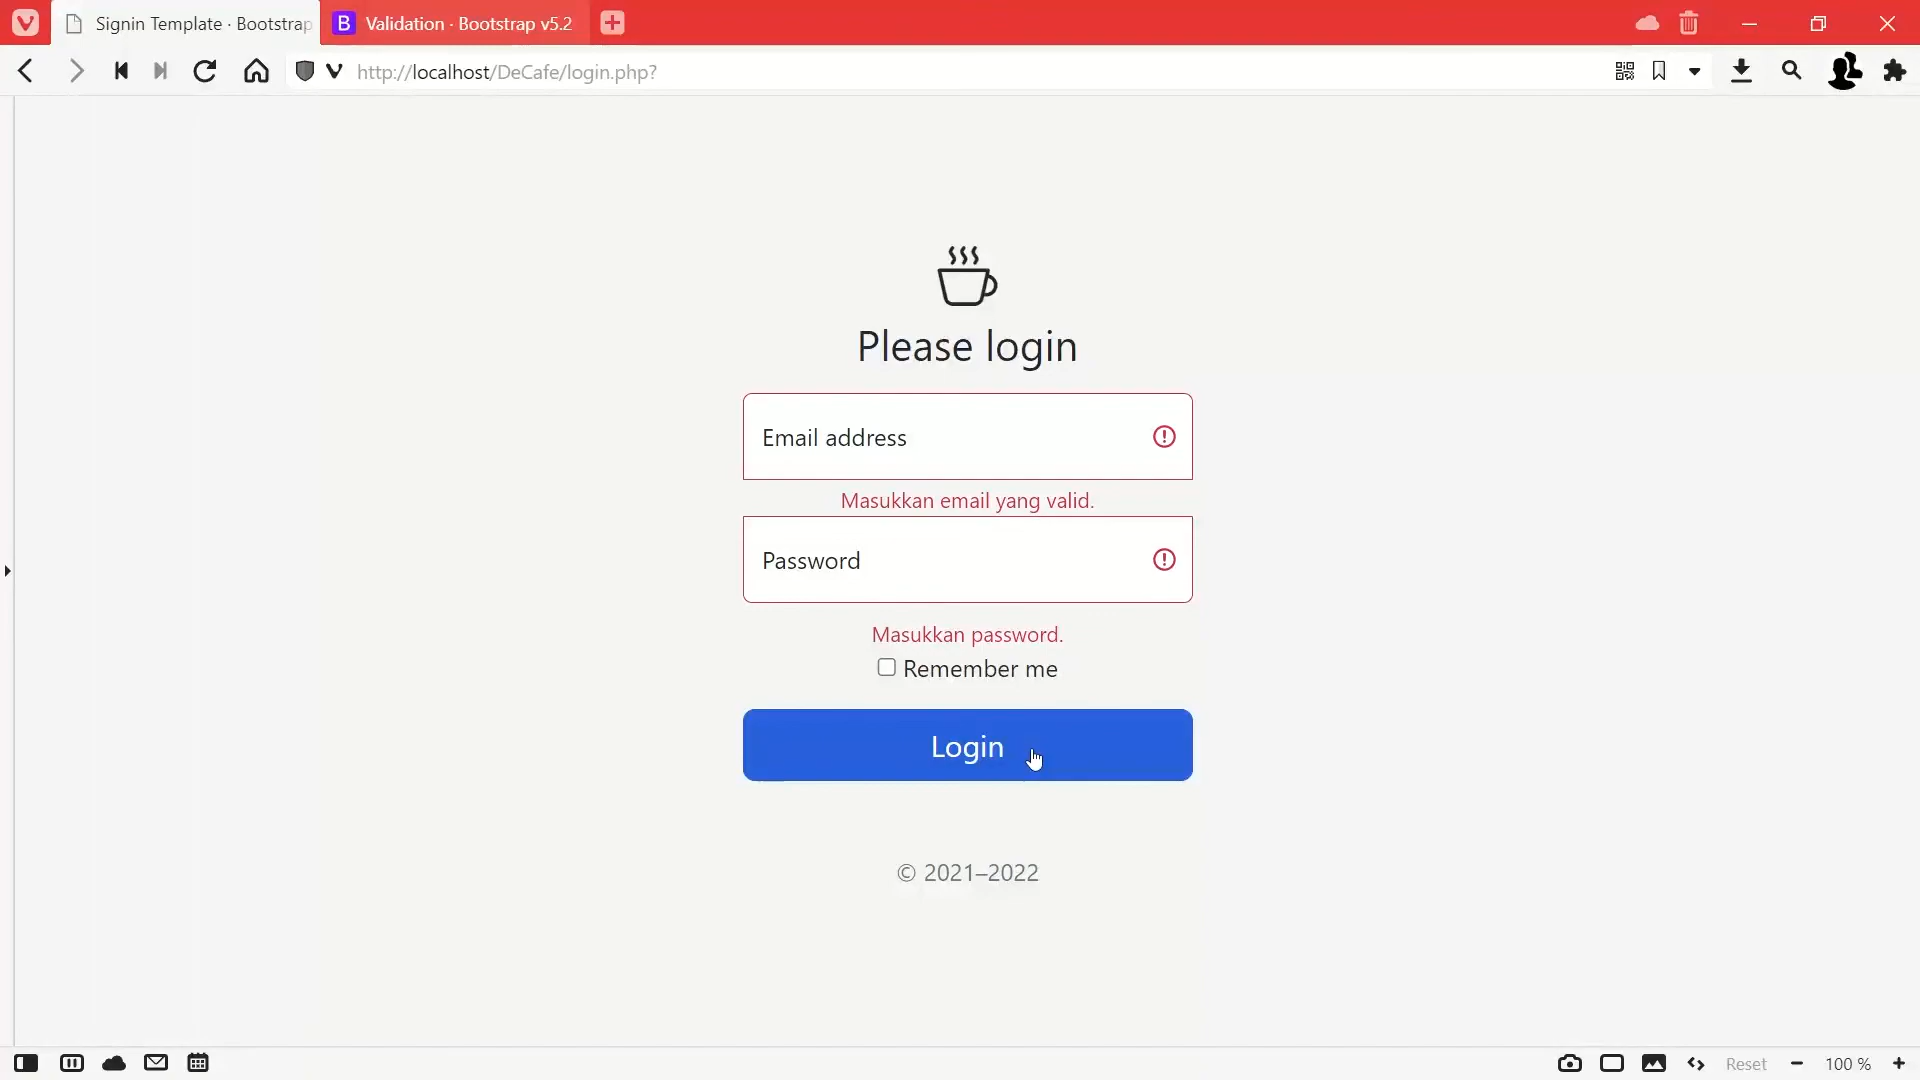 Signin Template · Bootstrap
Validation · Bootstrap v5.2
http://localhost/DeCafe/login.php?
Please login
Email address
Masukkan email yang valid.
Password
Masukkan password.
Remember me
Login
© 2021–2022
Reset
100 %